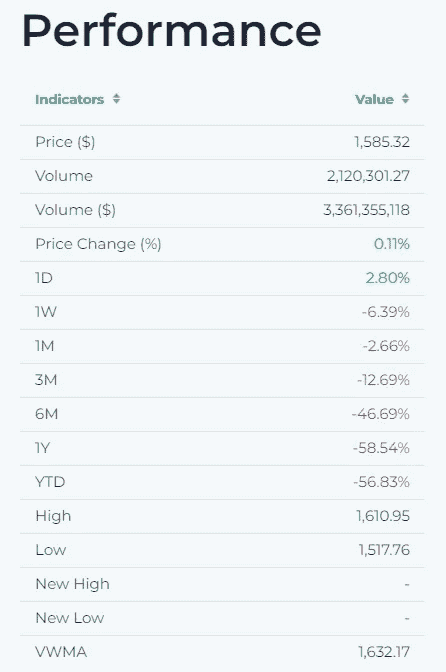 Performance
Indicators Value
Price ($) 1,585.32
Volume 2,120,301.27
Volume ($) 3,361,355,118
Price Change (%) 0.11%
1D 2.80%
1W -6.39%
1M -2.66%
3M -12.69%
6M -46.69%
1Y -58.54%
YTD -56.83%
High 1,610.95
Low 1,517.76
New High -
New Low -
VWMA 1,632.17